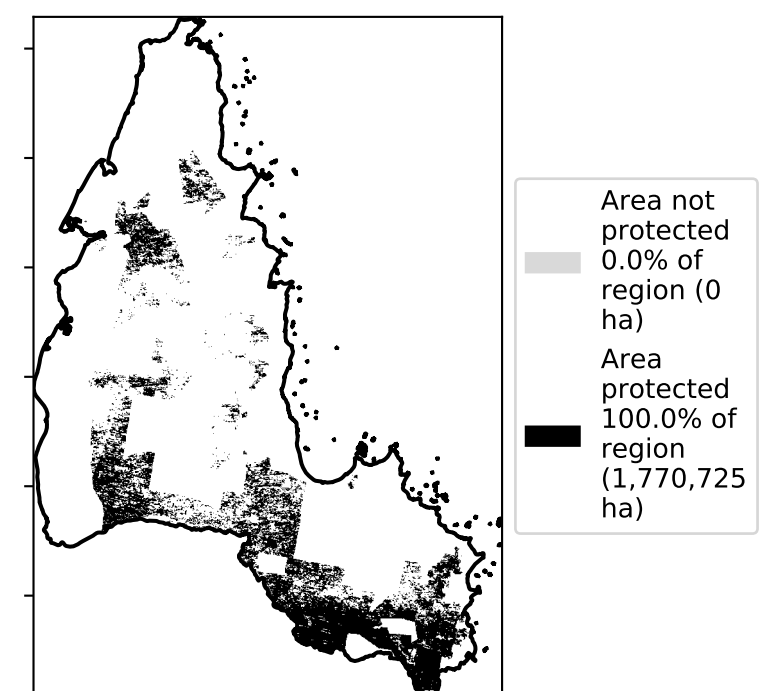 Area not
protected
0.0% of
region (0
ha)
Area
protected
100.0% of
region
(1,770,725
ha)